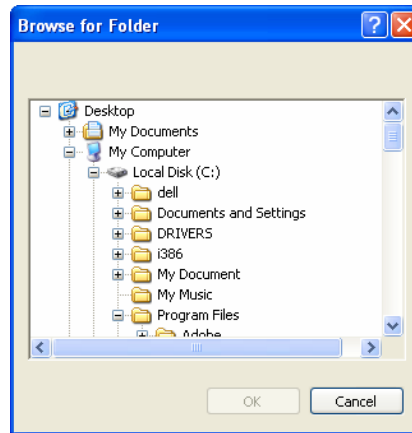 Browse for Folder
Desktop
My Documents
My Computer
Local Disk (C:)
dell
Documents and Settings
DRIVERS
i386
My Document
My Music
Program Files
Adobe
OK
Cancel